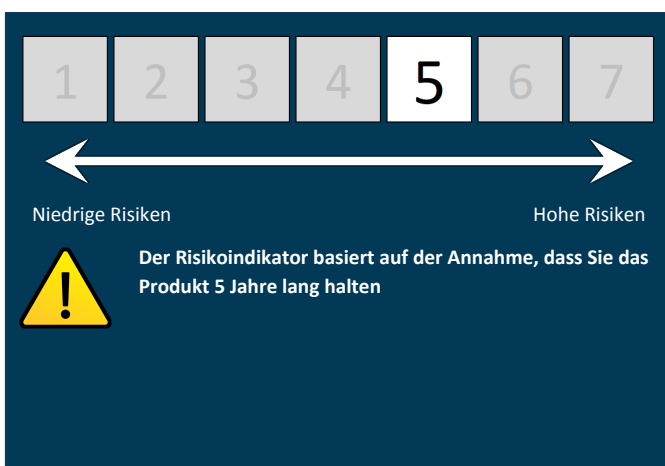 1 2 3 4 5 6 7
Niedrige Risiken Hohe Risiken
Der Risikoindikator basiert auf der Annahme, dass Sie das
Produkt 5 Jahre lang halten